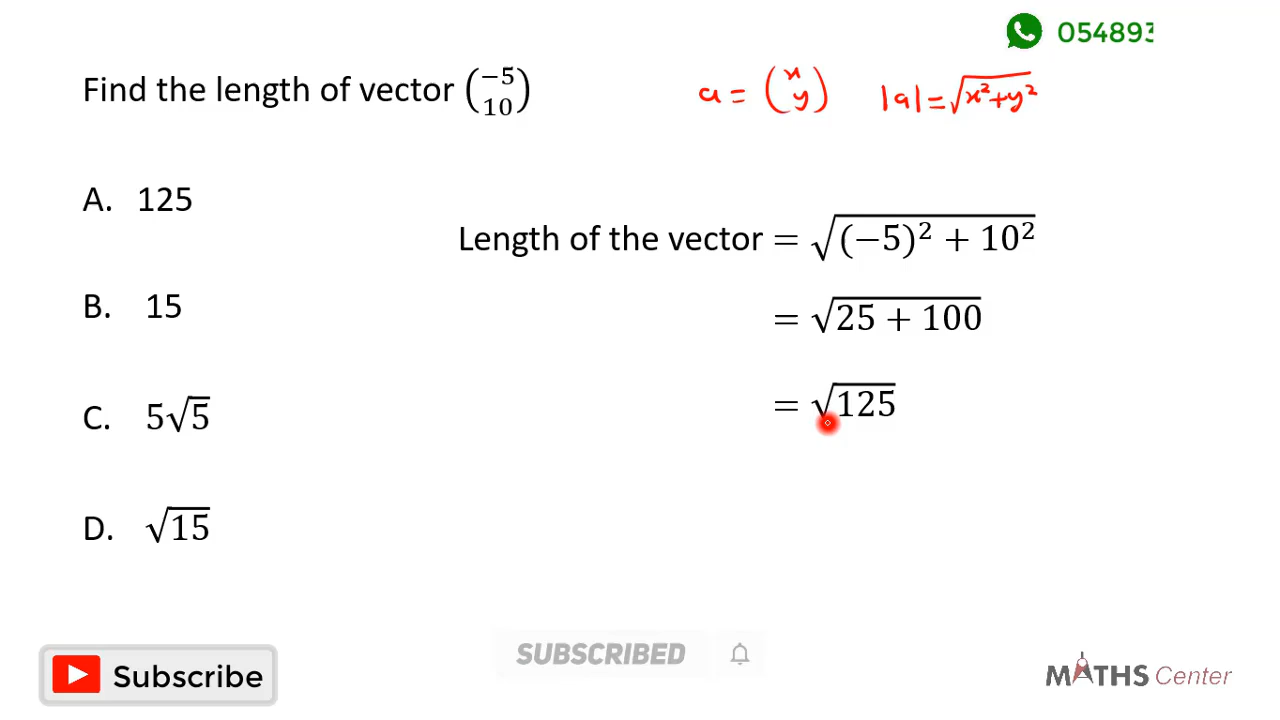 054893
Find the length of vector (−5 10)
a = (x y) |a| = √x²+y²
A. 125
Length of the vector = √(−5)² + 10²
B. 15
= √25 + 100
C. 5√5
= √125
D. √15
Subscribe
SUBSCRIBED
MATHS Center